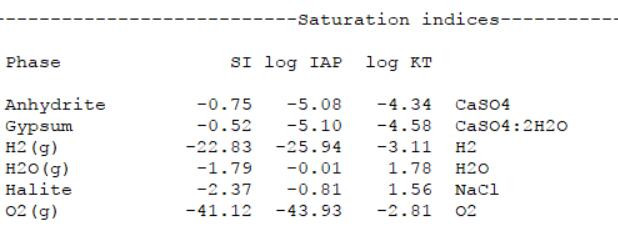 ---------------------------Saturation indices-----------
Phase SI log IAP log KT
Anhydrite -0.75 -5.08 -4.34 CaSO4
Gypsum -0.52 -5.10 -4.58 CaSO4:2H2O
H2(g) -22.83 -25.94 -3.11 H2
H2O(g) -1.79 -0.01 1.78 H2O
Halite -2.37 -0.81 1.56 NaCl
O2(g) -41.12 -43.93 -2.81 O2